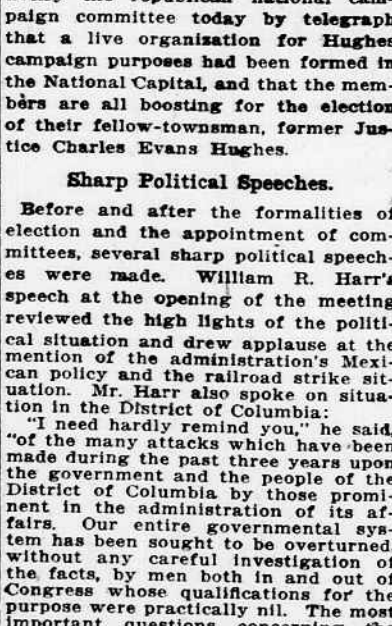 paign committee today by telegraph
that a live organization for Hughes
campaign purposes had been formed in
the National Capital, and that the mem-
bers are all boosting for the election
of their fellow-townsman, former Jus-
tice Charles Evans Hughes.
Sharp Political Speeches.
Before and after the formalities of
election and the appointment of com-
mittees, several sharp political speech-
es were made. William R. Harr's
speech at the opening of the meeting
reviewed the high lights of the politi-
cal situation and drew applause at the
mention of the administration's Mexi-
can policy and the railroad strike sit-
uation. Mr. Harr also spoke on situa-
tion in the District of Columbia:
"I need hardly remind you," he said,
"of the many attacks which have been
made during the past three years upon
the government and the people of the
District of Columbia by those promi-
nent in the administration of its af-
fairs. Our entire governmental sys-
tem has been sought to be overturned
without any careful investigation of
the facts, by men both in and out of
Congress whose qualifications for the
purpose were practically nil. The most
important questions concerning the